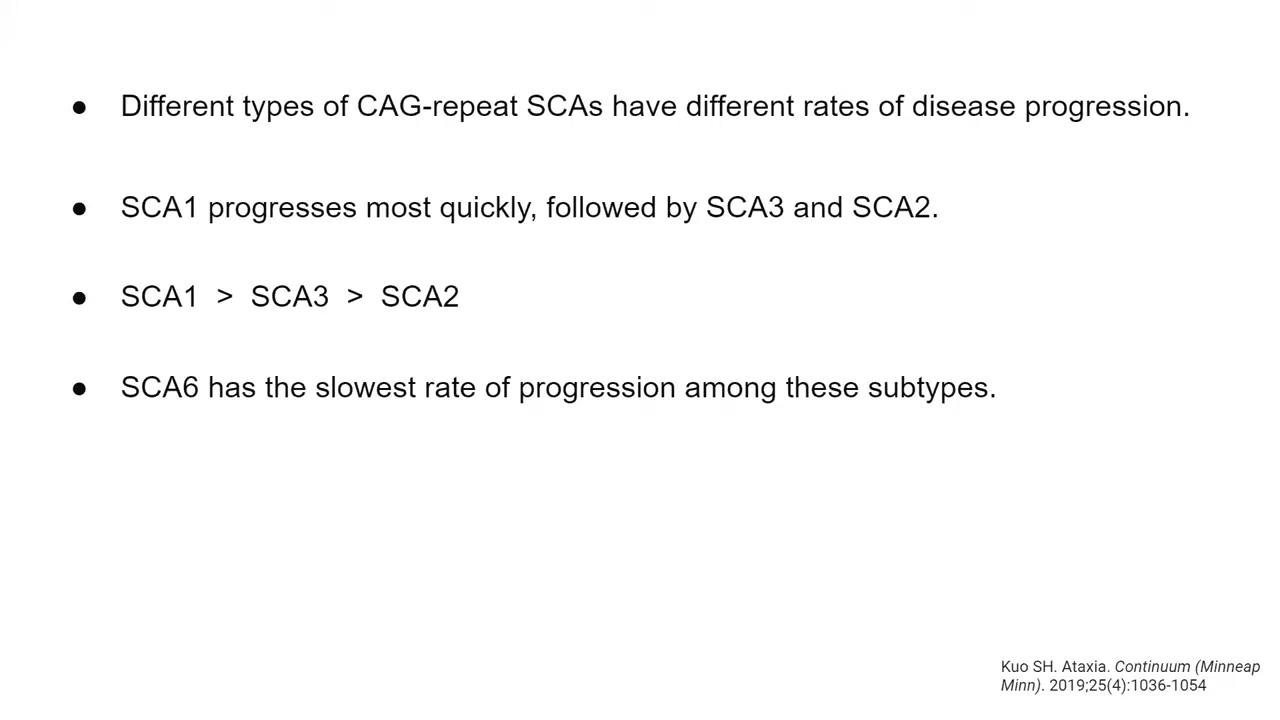 ● Different types of CAG-repeat SCAs have different rates of disease progression.
● SCA1 progresses most quickly, followed by SCA3 and SCA2.
● SCA1 > SCA3 > SCA2
● SCA6 has the slowest rate of progression among these subtypes.
Kuo SH. Ataxia. Continuum (Minneap
Minn). 2019;25(4):1036-1054